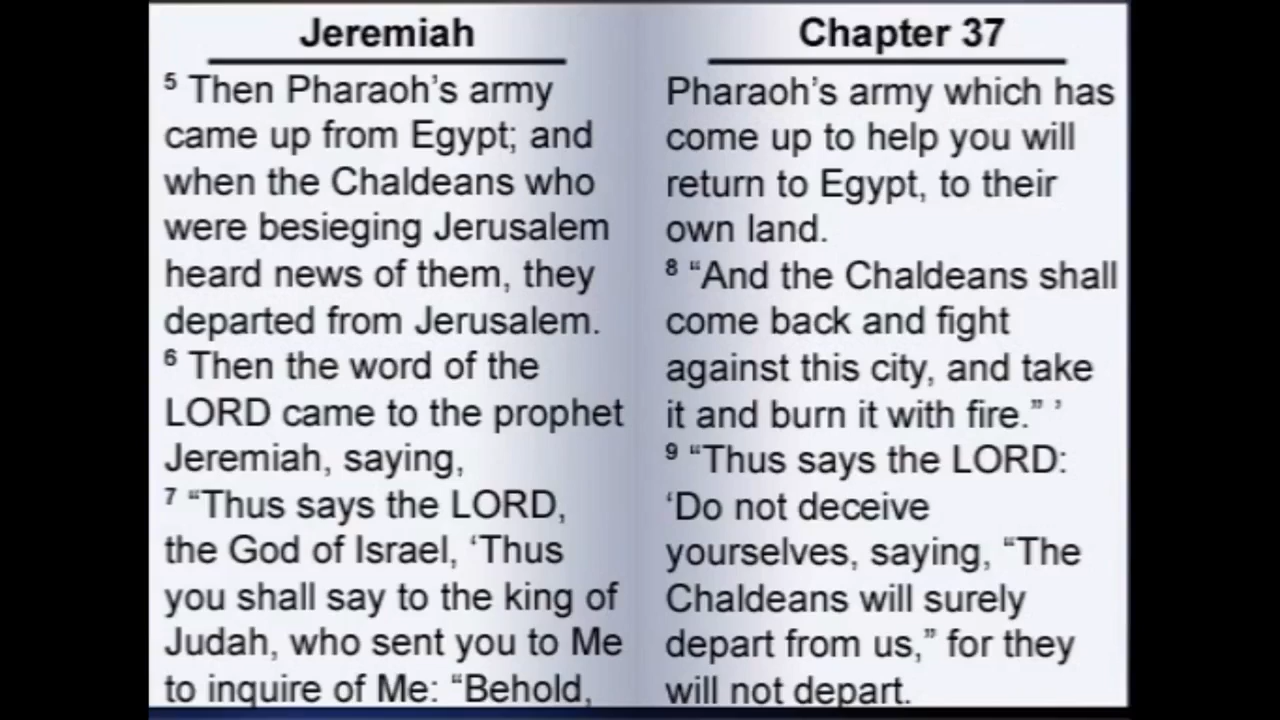 Jeremiah
5 Then Pharaoh’s army
came up from Egypt; and
when the Chaldeans who
were besieging Jerusalem
heard news of them, they
departed from Jerusalem.
6 Then the word of the
LORD came to the prophet
Jeremiah, saying,
7 “Thus says the LORD,
the God of Israel, ‘Thus
you shall say to the king of
Judah, who sent you to Me
to inquire of Me: “Behold,
Chapter 37
Pharaoh’s army which has
come up to help you will
return to Egypt, to their
own land.
8 “And the Chaldeans shall
come back and fight
against this city, and take
it and burn it with fire.” ’
9 “Thus says the LORD:
‘Do not deceive
yourselves, saying, “The
Chaldeans will surely
depart from us,” for they
will not depart.